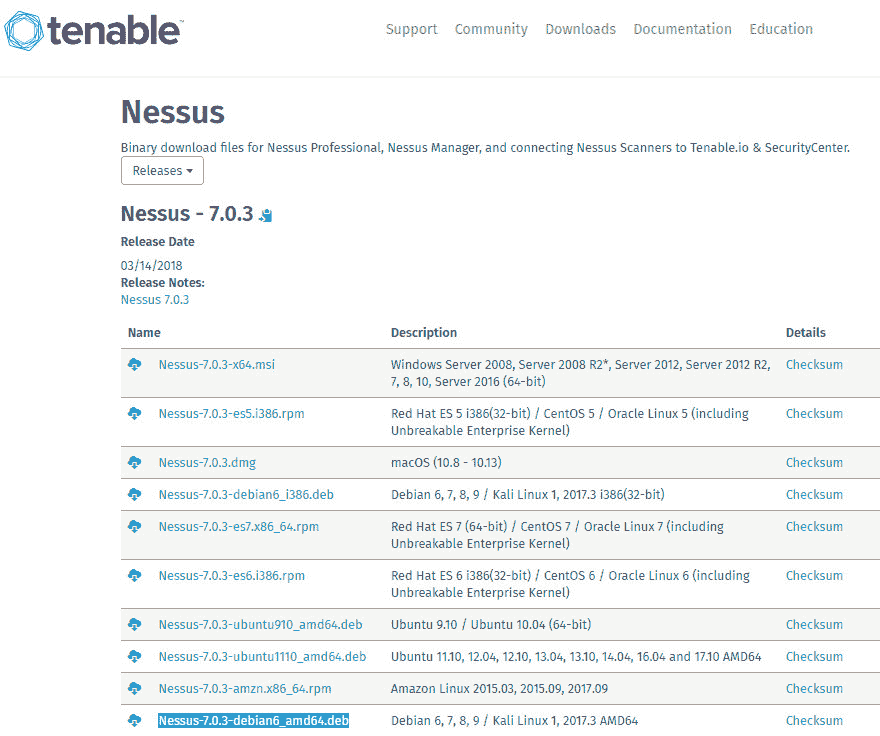 tenable™
Support Community Downloads Documentation Education
Nessus
Binary download files for Nessus Professional, Nessus Manager, and connecting Nessus Scanners to Tenable.io & SecurityCenter.
Releases
Nessus - 7.0.3
Release Date
03/14/2018
Release Notes:
Nessus 7.0.3
Name Description Details
Nessus-7.0.3-x64.msi Windows Server 2008, Server 2008 R2*, Server 2012, Server 2012 R2, Checksum
7, 8, 10, Server 2016 (64-bit)
Nessus-7.0.3-es5.i386.rpm Red Hat ES 5 i386(32-bit) / CentOS 5 / Oracle Linux 5 (including Checksum
Unbreakable Enterprise Kernel)
Nessus-7.0.3.dmg macOS (10.8 - 10.13) Checksum
Nessus-7.0.3-debian6_i386.deb Debian 6, 7, 8, 9 / Kali Linux 1, 2017.3 i386(32-bit) Checksum
Nessus-7.0.3-es7.x86_64.rpm Red Hat ES 7 (64-bit) / CentOS 7 / Oracle Linux 7 (including Checksum
Unbreakable Enterprise Kernel)
Nessus-7.0.3-es6.i386.rpm Red Hat ES 6 i386(32-bit) / CentOS 6 / Oracle Linux 6 (including Checksum
Unbreakable Enterprise Kernel)
Nessus-7.0.3-ubuntu910_amd64.deb Ubuntu 9.10 / Ubuntu 10.04 (64-bit) Checksum
Nessus-7.0.3-ubuntu1110_amd64.deb Ubuntu 11.10, 12.04, 12.10, 13.04, 13.10, 14.04, 16.04 and 17.10 AMD64 Checksum
Nessus-7.0.3-amzn.x86_64.rpm Amazon Linux 2015.03, 2015.09, 2017.09 Checksum
Nessus-7.0.3-debian6_amd64.deb Debian 6, 7, 8, 9 / Kali Linux 1, 2017.3 AMD64 Checksum